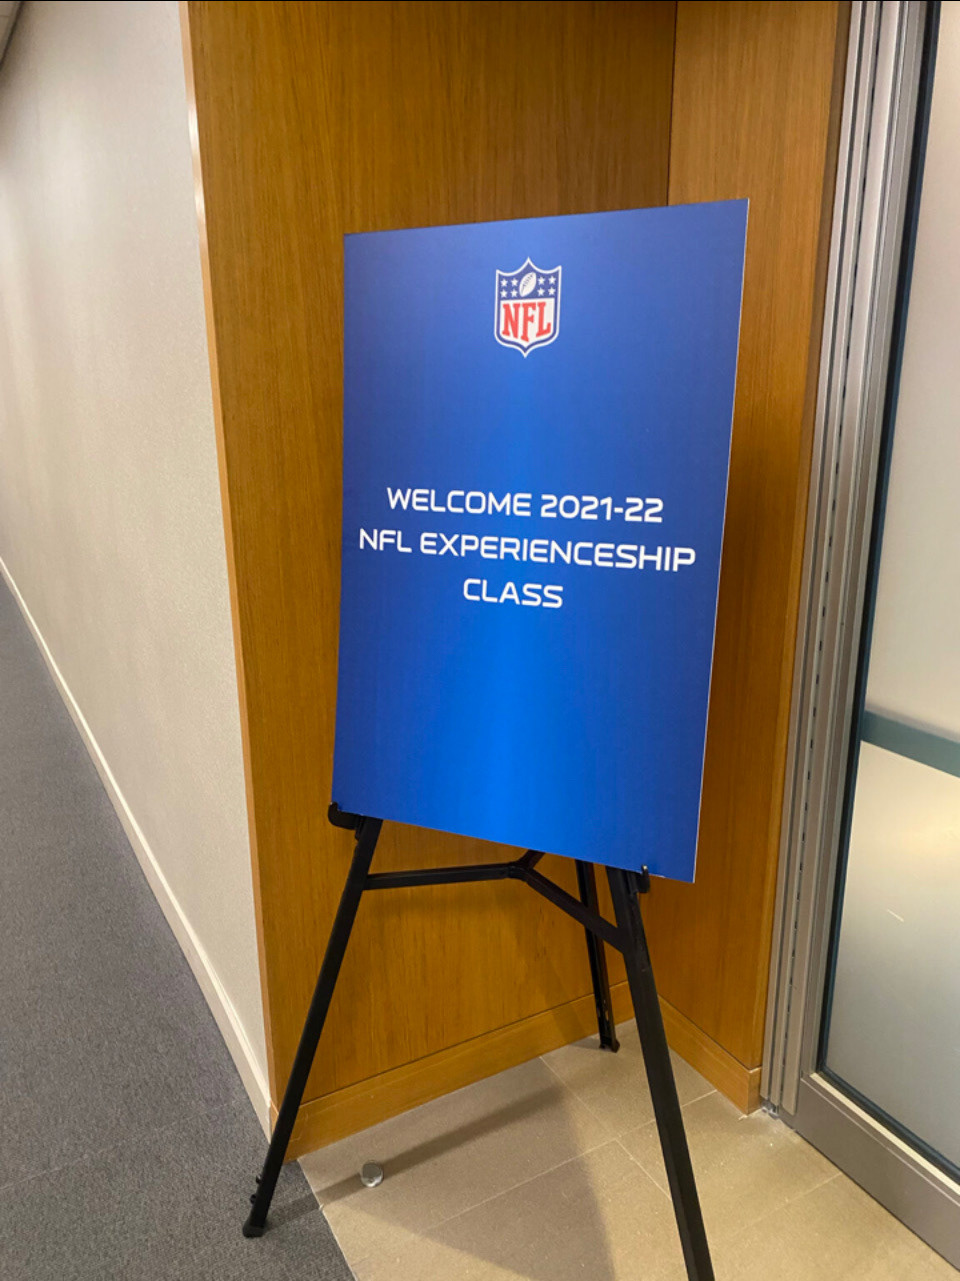 NFL
WELCOME 2021-22
NFL EXPERIENCESHIP
CLASS